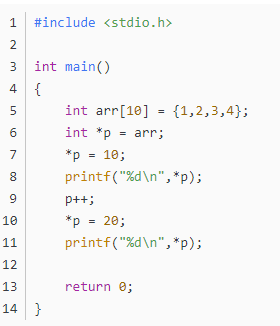 1 #include <stdio.h>
2
3 int main()
4 {
5     int arr[10] = {1,2,3,4};
6     int *p = arr;
7     *p = 10;
8     printf("%d\n",*p);
9     p++;
10     *p = 20;
11     printf("%d\n",*p);
12
13     return 0;
14 }